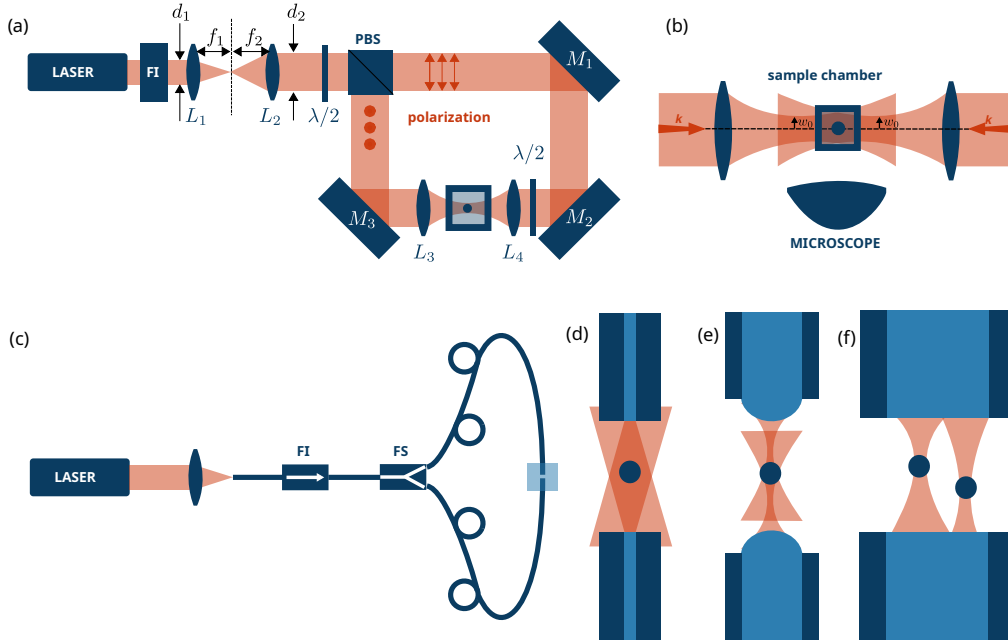 (a)
d₁
d₂
f₁
f₂
PBS
LASER
FI
M₁
L₁
L₂
λ/2
polarization
λ/2
M₃
M₂
L₃
L₄
(b)
sample chamber
k
w₀
w₀
k
MICROSCOPE
(c)
LASER
FI
FS
(d)
(e)
(f)